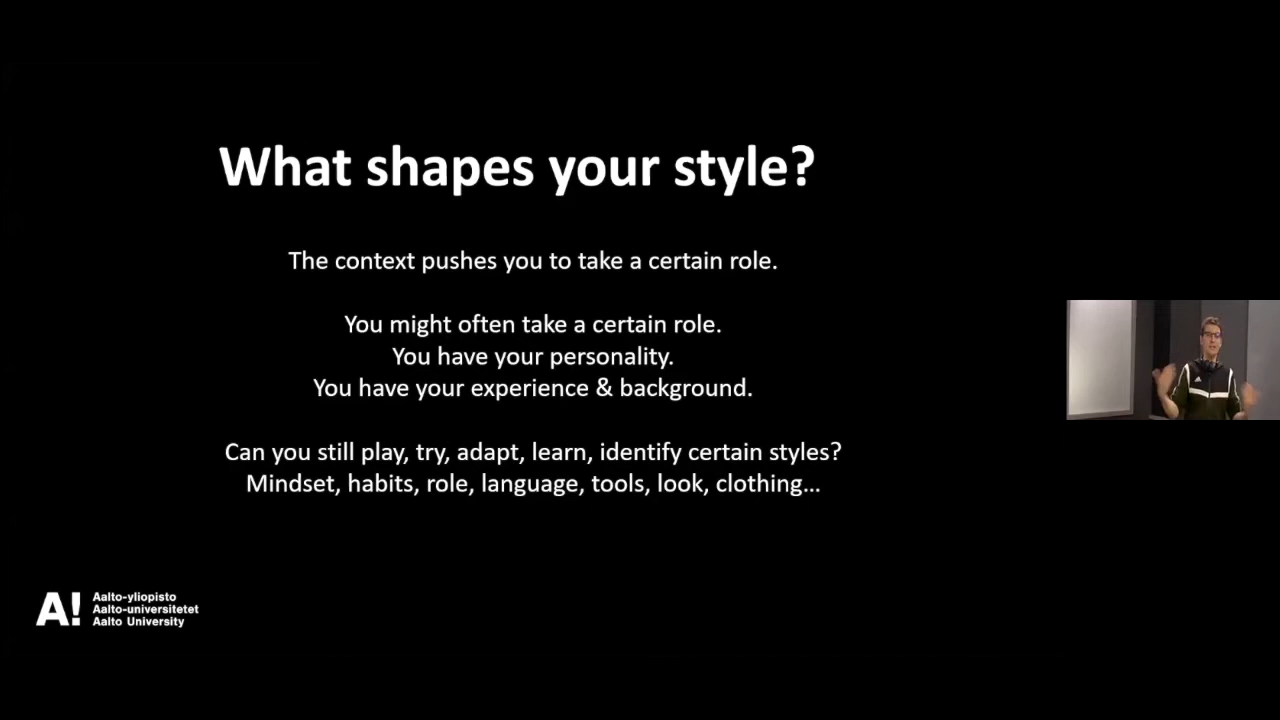 What shapes your style?
The context pushes you to take a certain role.
You might often take a certain role.
You have your personality.
You have your experience & background.
Can you still play, try, adapt, learn, identify certain styles?
Mindset, habits, role, language, tools, look, clothing...
A!
Aalto-yliopisto
Aalto-universitetet
Aalto University